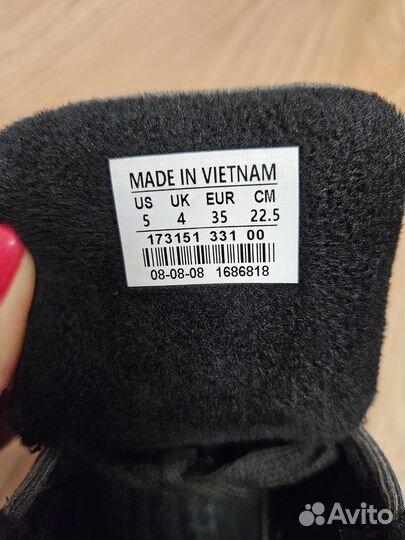 MADE IN VIETNAM
US UK EUR CM
5 4 35 22.5
173151 331 00
08-08-08 1686818
Avito